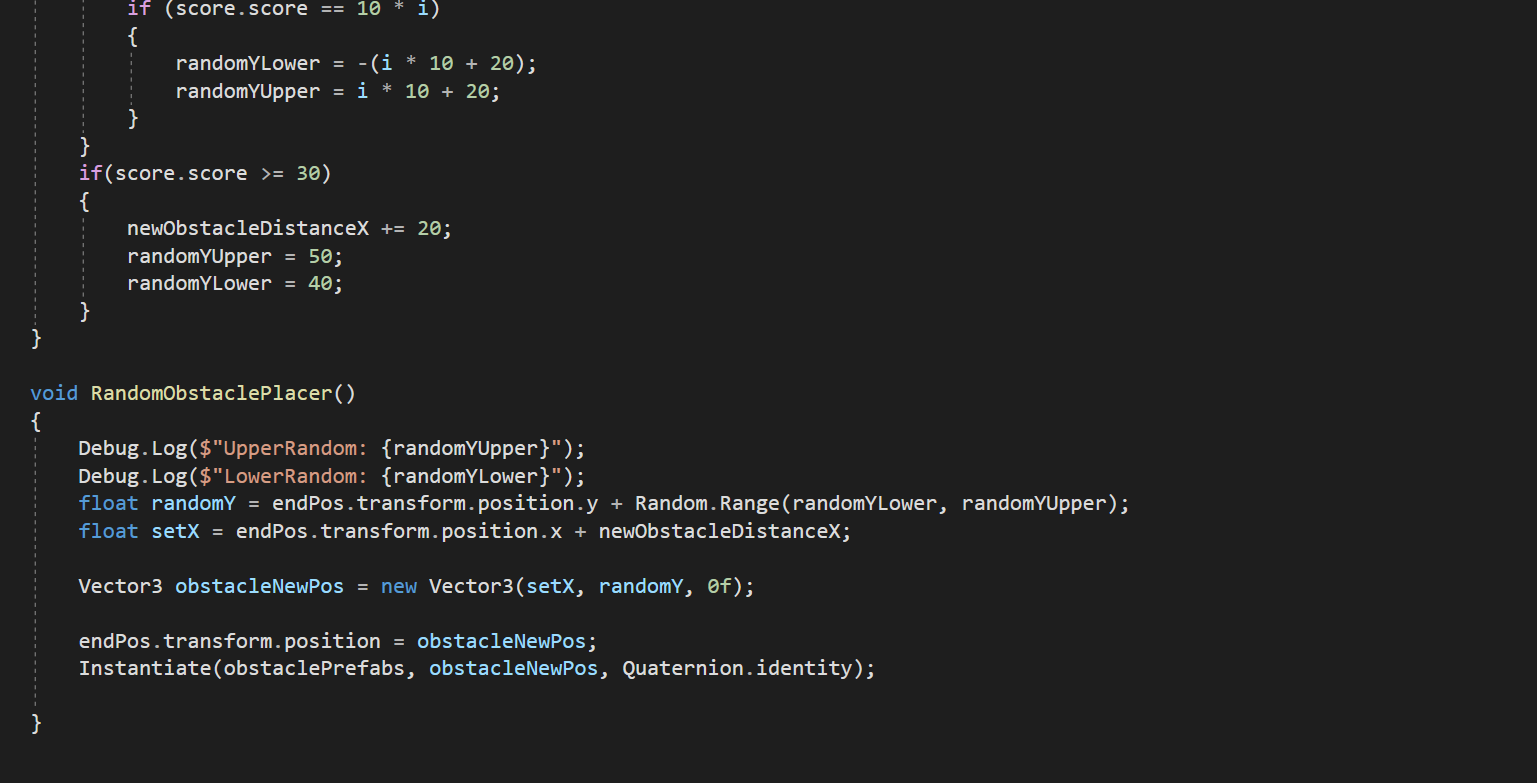 if (score.score == 10 * i)
{
randomYLower = -(i * 10 + 20);
randomYUpper = i * 10 + 20;
}
}
if(score.score >= 30)
{
newObstacleDistanceX += 20;
randomYUpper = 50;
randomYLower = 40;
}
}
void RandomObstaclePlacer()
{
Debug.Log($"UpperRandom: {randomYUpper}");
Debug.Log($"LowerRandom: {randomYLower}");
float randomY = endPos.transform.position.y + Random.Range(randomYLower, randomYUpper);
float setX = endPos.transform.position.x + newObstacleDistanceX;
Vector3 obstacleNewPos = new Vector3(setX, randomY, 0f);
endPos.transform.position = obstacleNewPos;
Instantiate(obstaclePrefabs, obstacleNewPos, Quaternion.identity);
}